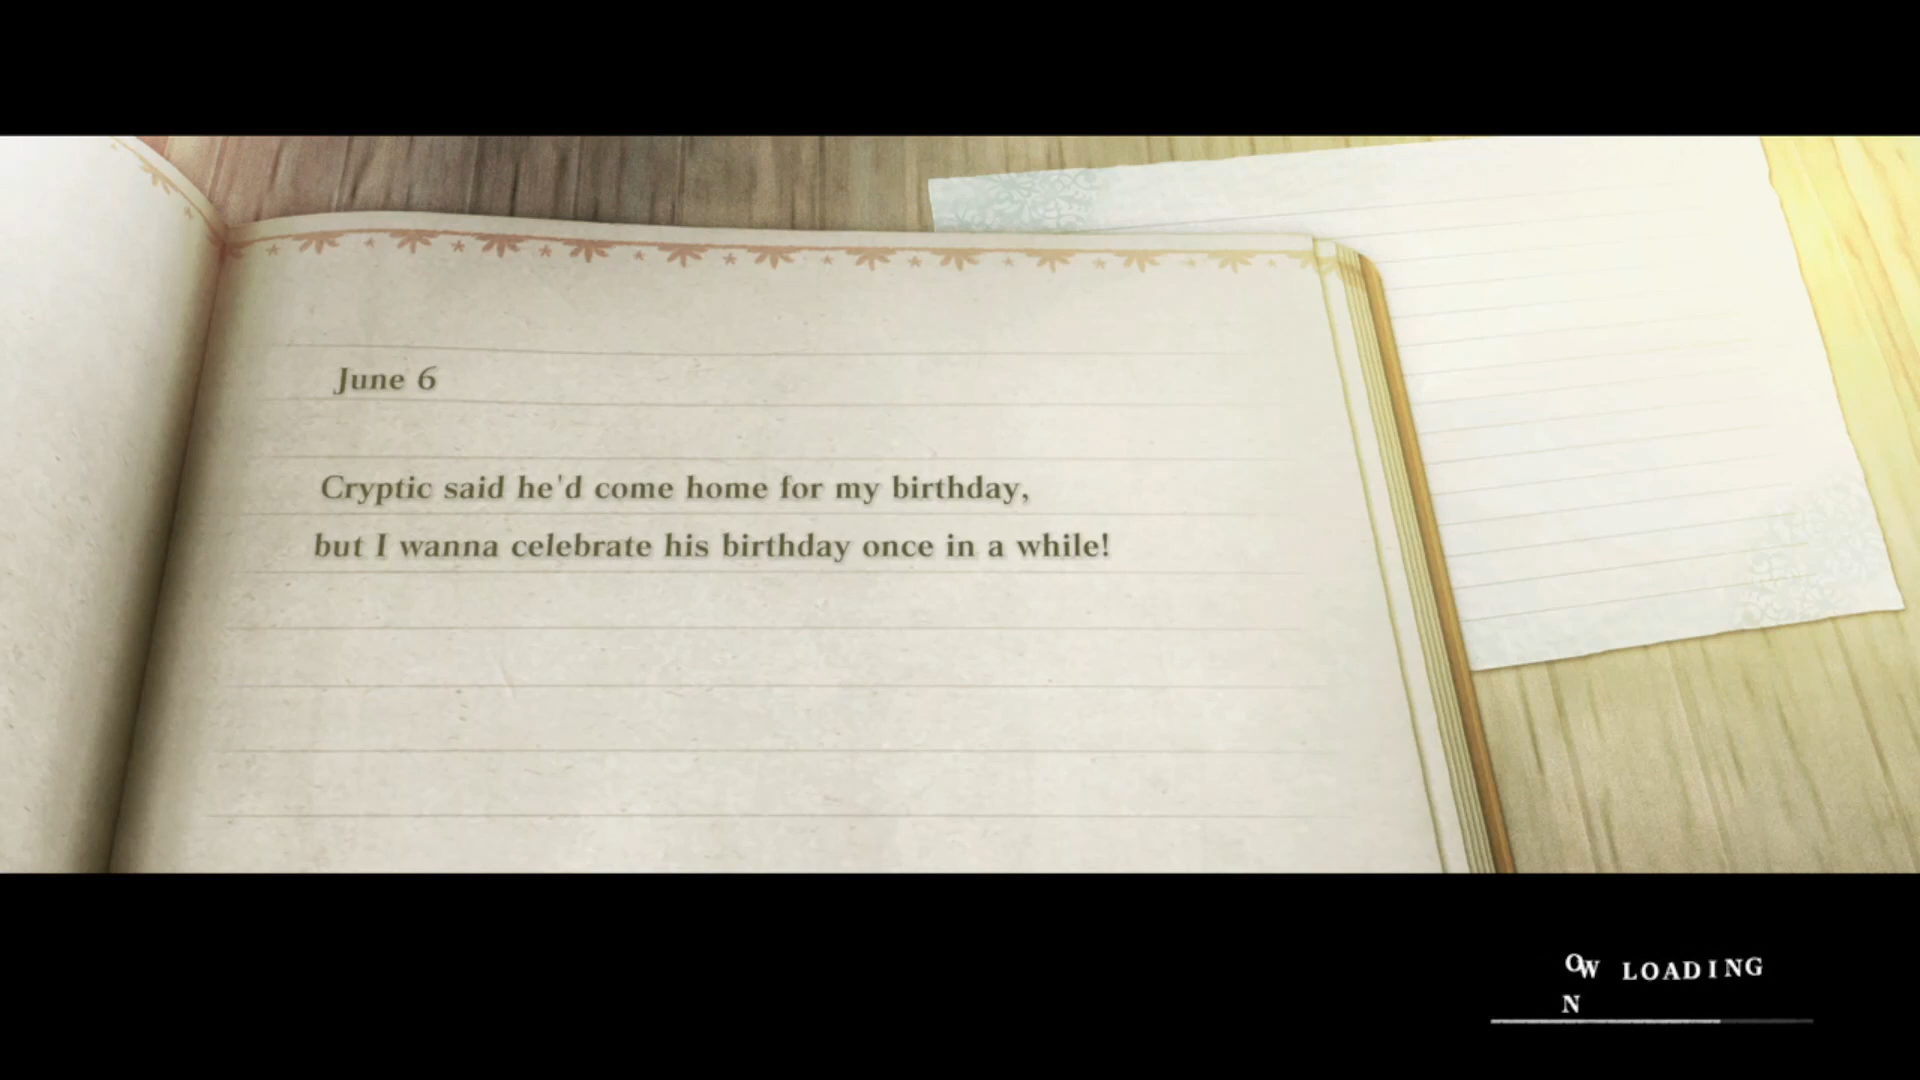 June 6
Cryptic said he'd come home for my birthday,
but I wanna celebrate his birthday once in a while!
NOW LOADING